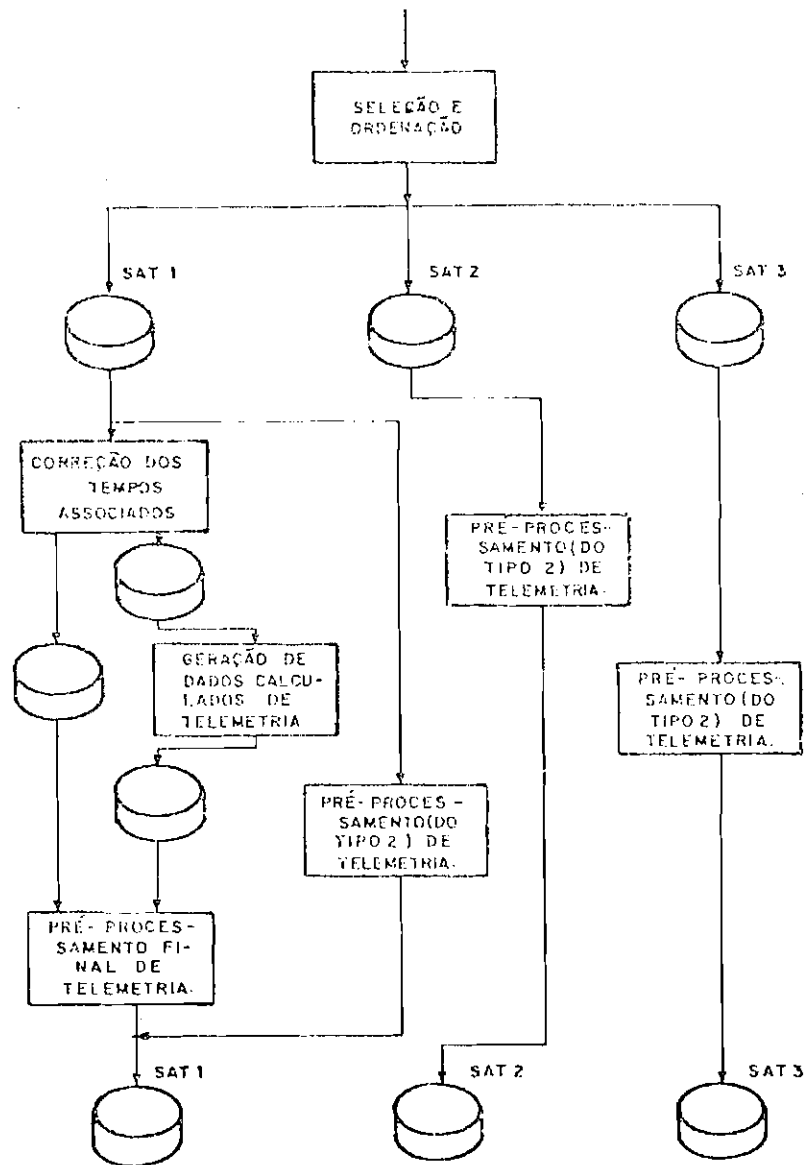 SELEÇÃO E
ORDENAÇÃO
SAT 1
SAT 2
SAT 3
CORREÇÃO DOS
TEMPOS
ASSOCIADOS
PRÉ-PROCES-
SAMENTO(DO
TIPO 2) DE
TELEMETRIA.
GERAÇÃO DE
DADOS CALCU-
LADOS DE
TELEMETRIA
PRÉ-PROCES-
SAMENTO(DO
TIPO 2) DE
TELEMETRIA.
PRÉ-PROCES-
SAMENTO(DO
TIPO 2) DE
TELEMETRIA.
PRÉ-PROCES-
SAMENTO FI-
NAL DE
TELEMETRIA.
SAT 1
SAT 2
SAT 3